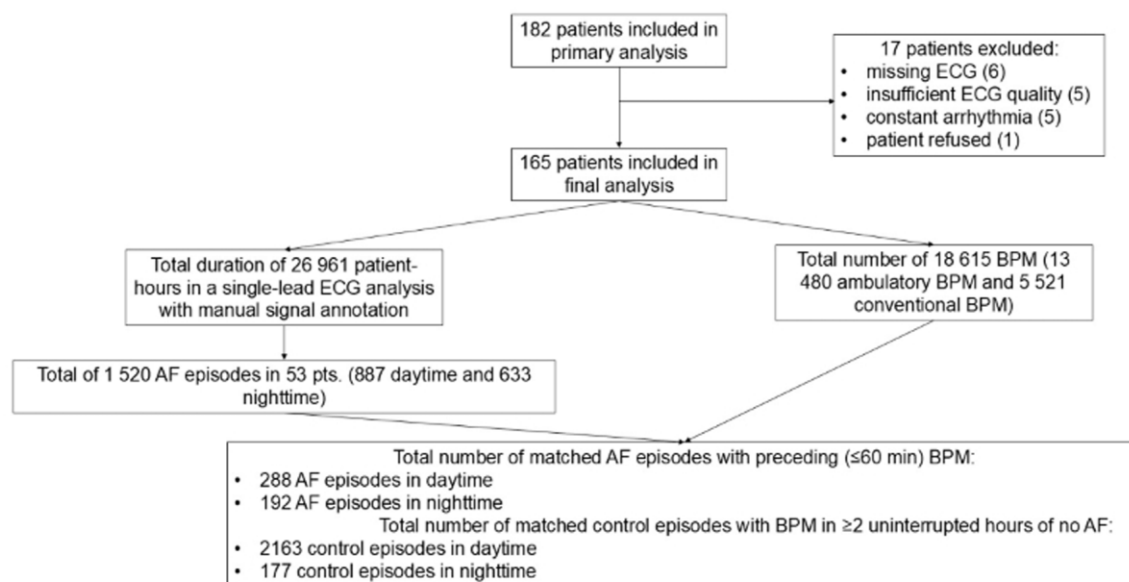 182 patients included in
primary analysis
17 patients excluded:
• missing ECG (6)
• insufficient ECG quality (5)
• constant arrhythmia (5)
• patient refused (1)
165 patients included in
final analysis
Total duration of 26 961 patient-
hours in a single-lead ECG analysis
with manual signal annotation
Total number of 18 615 BPM (13
480 ambulatory BPM and 5 521
conventional BPM)
Total of 1 520 AF episodes in 53 pts. (887 daytime and 633
nighttime)
Total number of matched AF episodes with preceding (≤60 min) BPM:
• 288 AF episodes in daytime
• 192 AF episodes in nighttime
Total number of matched control episodes with BPM in ≥2 uninterrupted hours of no AF:
• 2163 control episodes in daytime
• 177 control episodes in nighttime